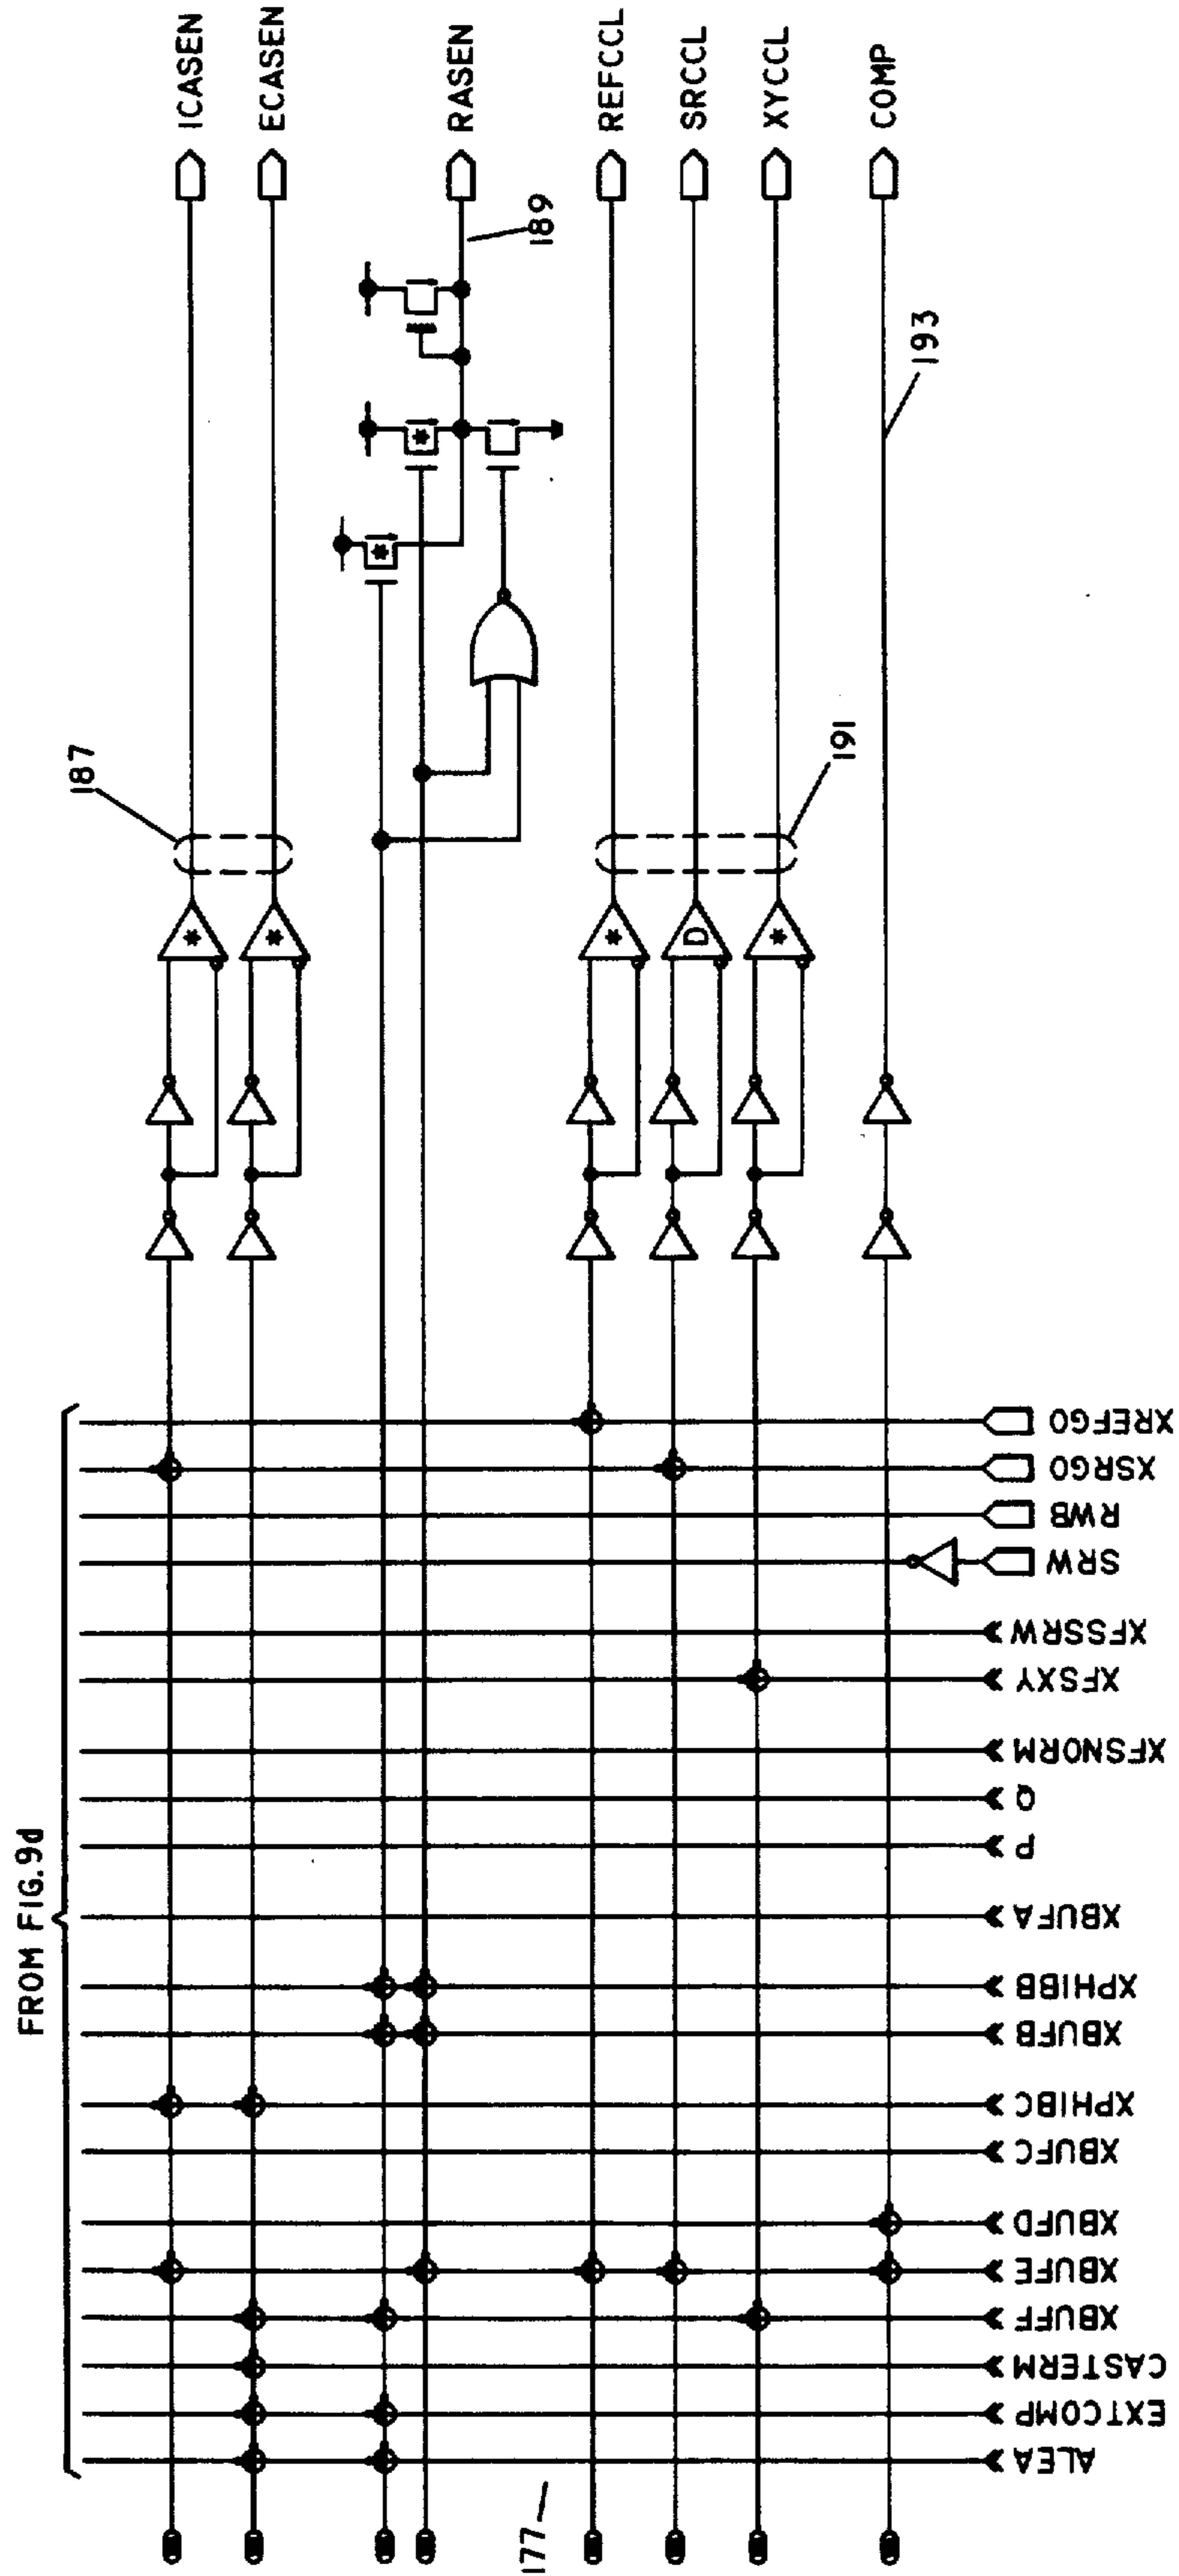 FROM FIG.9d
187
189
191
193
177
ICASEN
ECASEN
RASEN
REFCCL
SRCCL
XYCCL
COMP
*
*
*
*
*
D
*
XREFGO
XSRGO
RWB
SRW
XFSSRW
XFSXY
XFSNORM
Q
P
XBUFA
XPHIBB
XBUFB
XPHIBC
XBUFC
XBUFD
XBUFE
XBUFF
CASTERM
EXTCOMP
ALEA